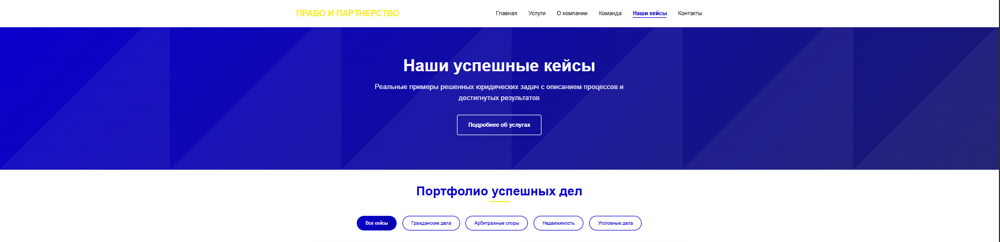 ПРАВО И ПАРТНЕРСТВО
Главная Услуги О компании Команда Наши кейсы Контакты
Наши успешные кейсы
Реальные примеры решенных юридических задач с описанием процессов и
достигнутых результатов
Подробнее об услугах
Портфолио успешных дел
Все кейсы Гражданские дела Арбитражные споры Недвижимость Уголовные дела